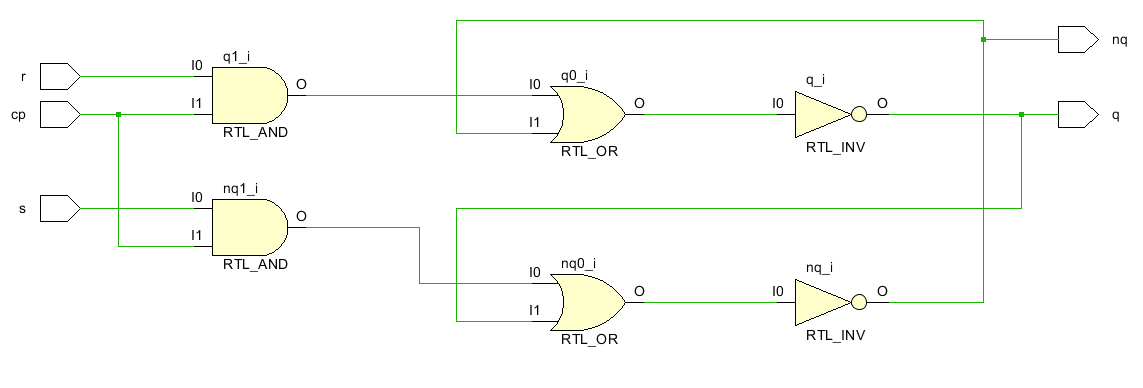 r
cp
s
q1_i
I0
I1
O
RTL_AND
nq1_i
I0
I1
O
RTL_AND
q0_i
I0
I1
O
RTL_OR
nq0_i
I0
I1
O
RTL_OR
q_i
I0
O
RTL_INV
nq_i
I0
O
RTL_INV
nq
q